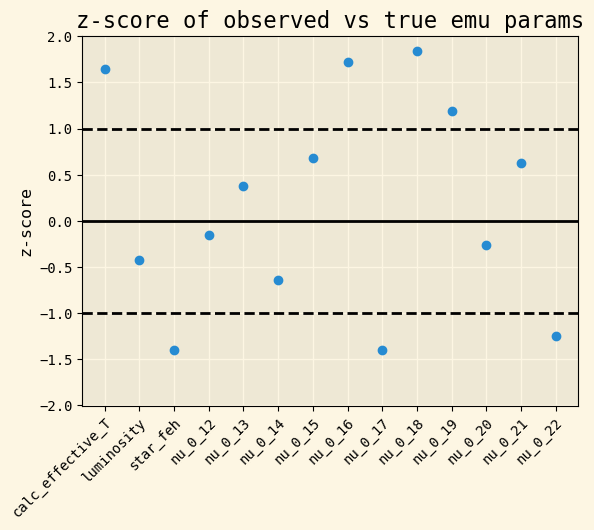 z-score of observed vs true emu params
2.0
1.5
1.0
0.5
0.0
−0.5
−1.0
−1.5
−2.0
z-score
calc_effective_T
luminosity
star_feh
nu_0_12
nu_0_13
nu_0_14
nu_0_15
nu_0_16
nu_0_17
nu_0_18
nu_0_19
nu_0_20
nu_0_21
nu_0_22